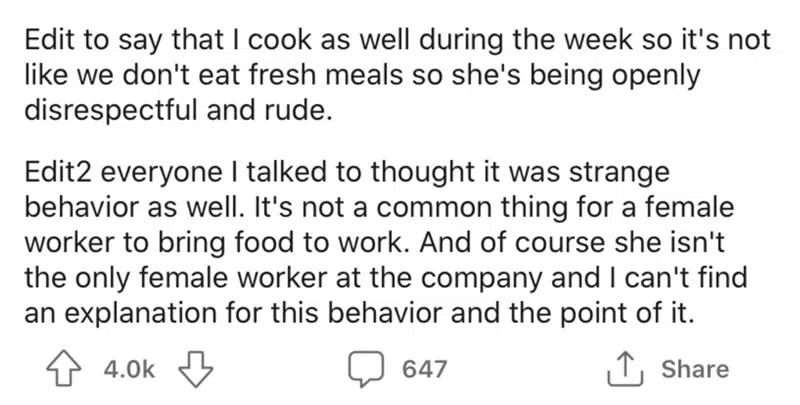 Edit to say that I cook as well during the week so it's not
like we don't eat fresh meals so she's being openly
disrespectful and rude.
Edit2 everyone I talked to thought it was strange
behavior as well. It's not a common thing for a female
worker to bring food to work. And of course she isn't
the only female worker at the company and I can't find
an explanation for this behavior and the point of it.
4.0k 647 Share